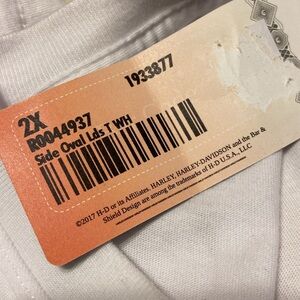 2X
R0044937
1933877
Side Oval Lds T WH
©2017 H-D or its Affiliates. HARLEY, HARLEY-DAVIDSON and the Bar &
Shield Design are among the trademarks of H-D U.S.A., LLC